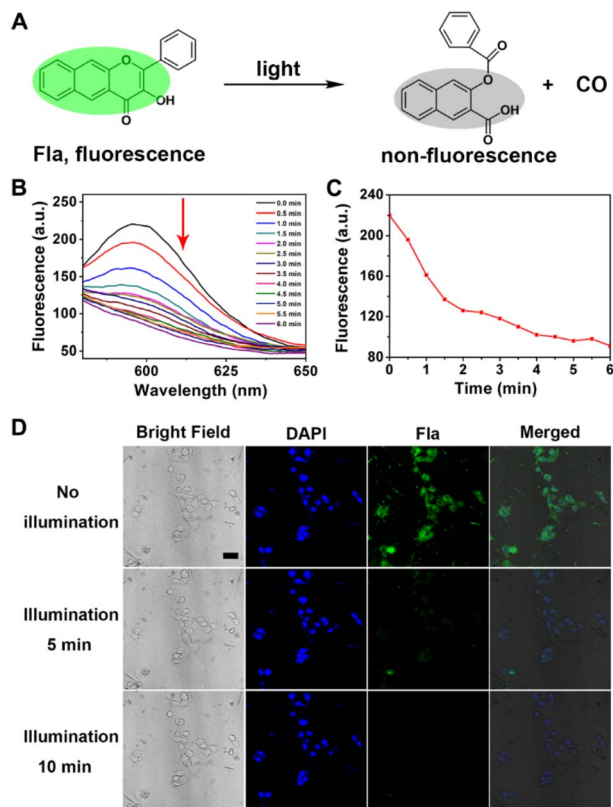 A
O
OH
O
light
O
O
OH
O
+ CO
Fla, fluorescence
non-fluorescence
B
Fluorescence (a.u.)
250
200
150
100
50
600
625
650
Wavelength (nm)
0.0 min
0.5 min
1.0 min
1.5 min
2.0 min
2.5 min
3.0 min
3.5 min
4.0 min
4.5 min
5.0 min
5.5 min
6.0 min
C
Fluorescence (a.u.)
240
200
160
120
80
0 1 2 3 4 5 6
Time (min)
D
Bright Field DAPI Fla Merged
No
illumination
Illumination
5 min
Illumination
10 min